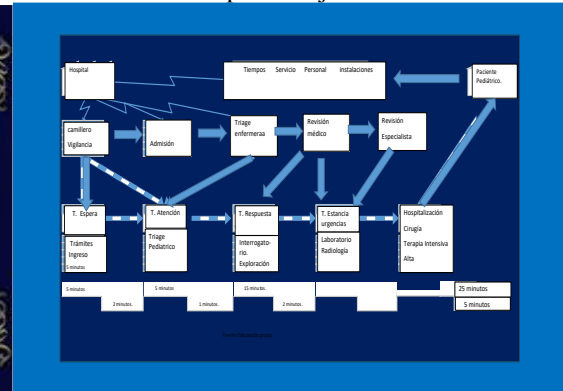 Hospital
Tiempos Servicio Personal instalaciones
Paciente
Pediátrico.
camillero
Vigilancia
Admisión
Triage
enfermeraa
Revisión
médico
Revisión
Especialista
T. Espera
T. Atención
T. Respuesta
T. Estancia
urgencias
Hospitalización
Cirugía
Terapia Intensiva
Alta
Trámites
Ingreso
5 minutos
Triage
Pediatrico
Interrogato-
rio.
Exploración
Laboratorio
Radiología
5 minutos
5 minutos
15 minutos.
25 minutos
2 minutos.
1 minutos.
2 minutos.
5 minutos